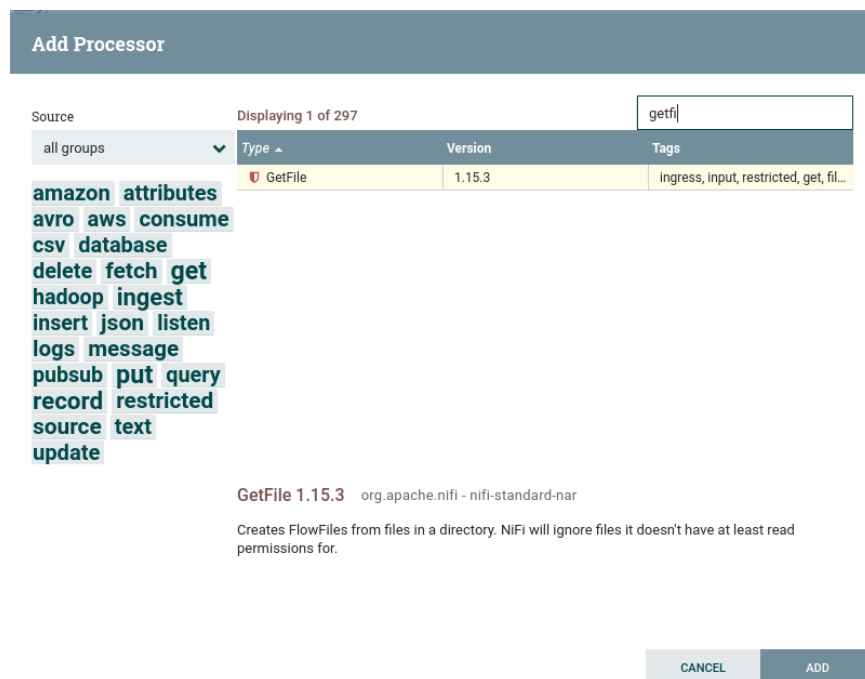 Add Processor
Source
Displaying 1 of 297
getfi
all groups
Type
Version
Tags
GetFile
1.15.3
ingress, input, restricted, get, fil...
amazon attributes
avro aws consume
csv database
delete fetch get
hadoop ingest
insert json listen
logs message
pubsub put query
record restricted
source text
update
GetFile 1.15.3 org.apache.nifi - nifi-standard-nar
Creates FlowFiles from files in a directory. NiFi will ignore files it doesn't have at least read
permissions for.
CANCEL
ADD